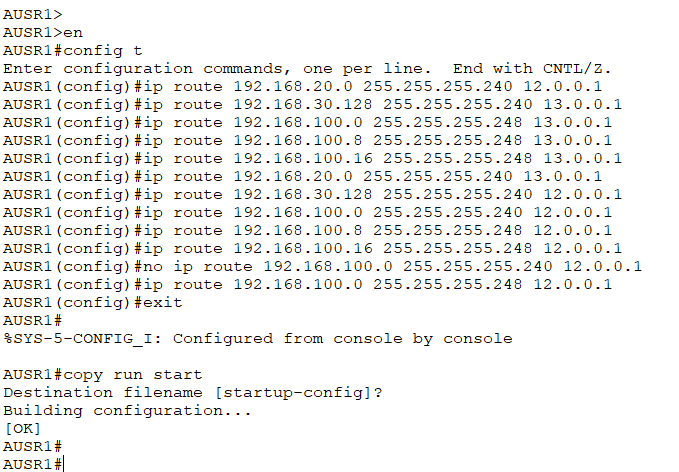 AUSR1>
AUSR1>en
AUSR1#config t
Enter configuration commands, one per line.  End with CNTL/Z.
AUSR1(config)#ip route 192.168.20.0 255.255.255.240 12.0.0.1
AUSR1(config)#ip route 192.168.30.128 255.255.255.240 13.0.0.1
AUSR1(config)#ip route 192.168.100.0 255.255.255.248 13.0.0.1
AUSR1(config)#ip route 192.168.100.8 255.255.255.248 13.0.0.1
AUSR1(config)#ip route 192.168.100.16 255.255.255.248 13.0.0.1
AUSR1(config)#ip route 192.168.20.0 255.255.255.240 13.0.0.1
AUSR1(config)#ip route 192.168.30.128 255.255.255.240 12.0.0.1
AUSR1(config)#ip route 192.168.100.0 255.255.255.240 12.0.0.1
AUSR1(config)#ip route 192.168.100.8 255.255.255.248 12.0.0.1
AUSR1(config)#ip route 192.168.100.16 255.255.255.248 12.0.0.1
AUSR1(config)#no ip route 192.168.100.0 255.255.255.240 12.0.0.1
AUSR1(config)#ip route 192.168.100.0 255.255.255.248 12.0.0.1
AUSR1(config)#exit
AUSR1#
%SYS-5-CONFIG_I: Configured from console by console
AUSR1#copy run start
Destination filename [startup-config]?
Building configuration...
[OK]
AUSR1#
AUSR1#